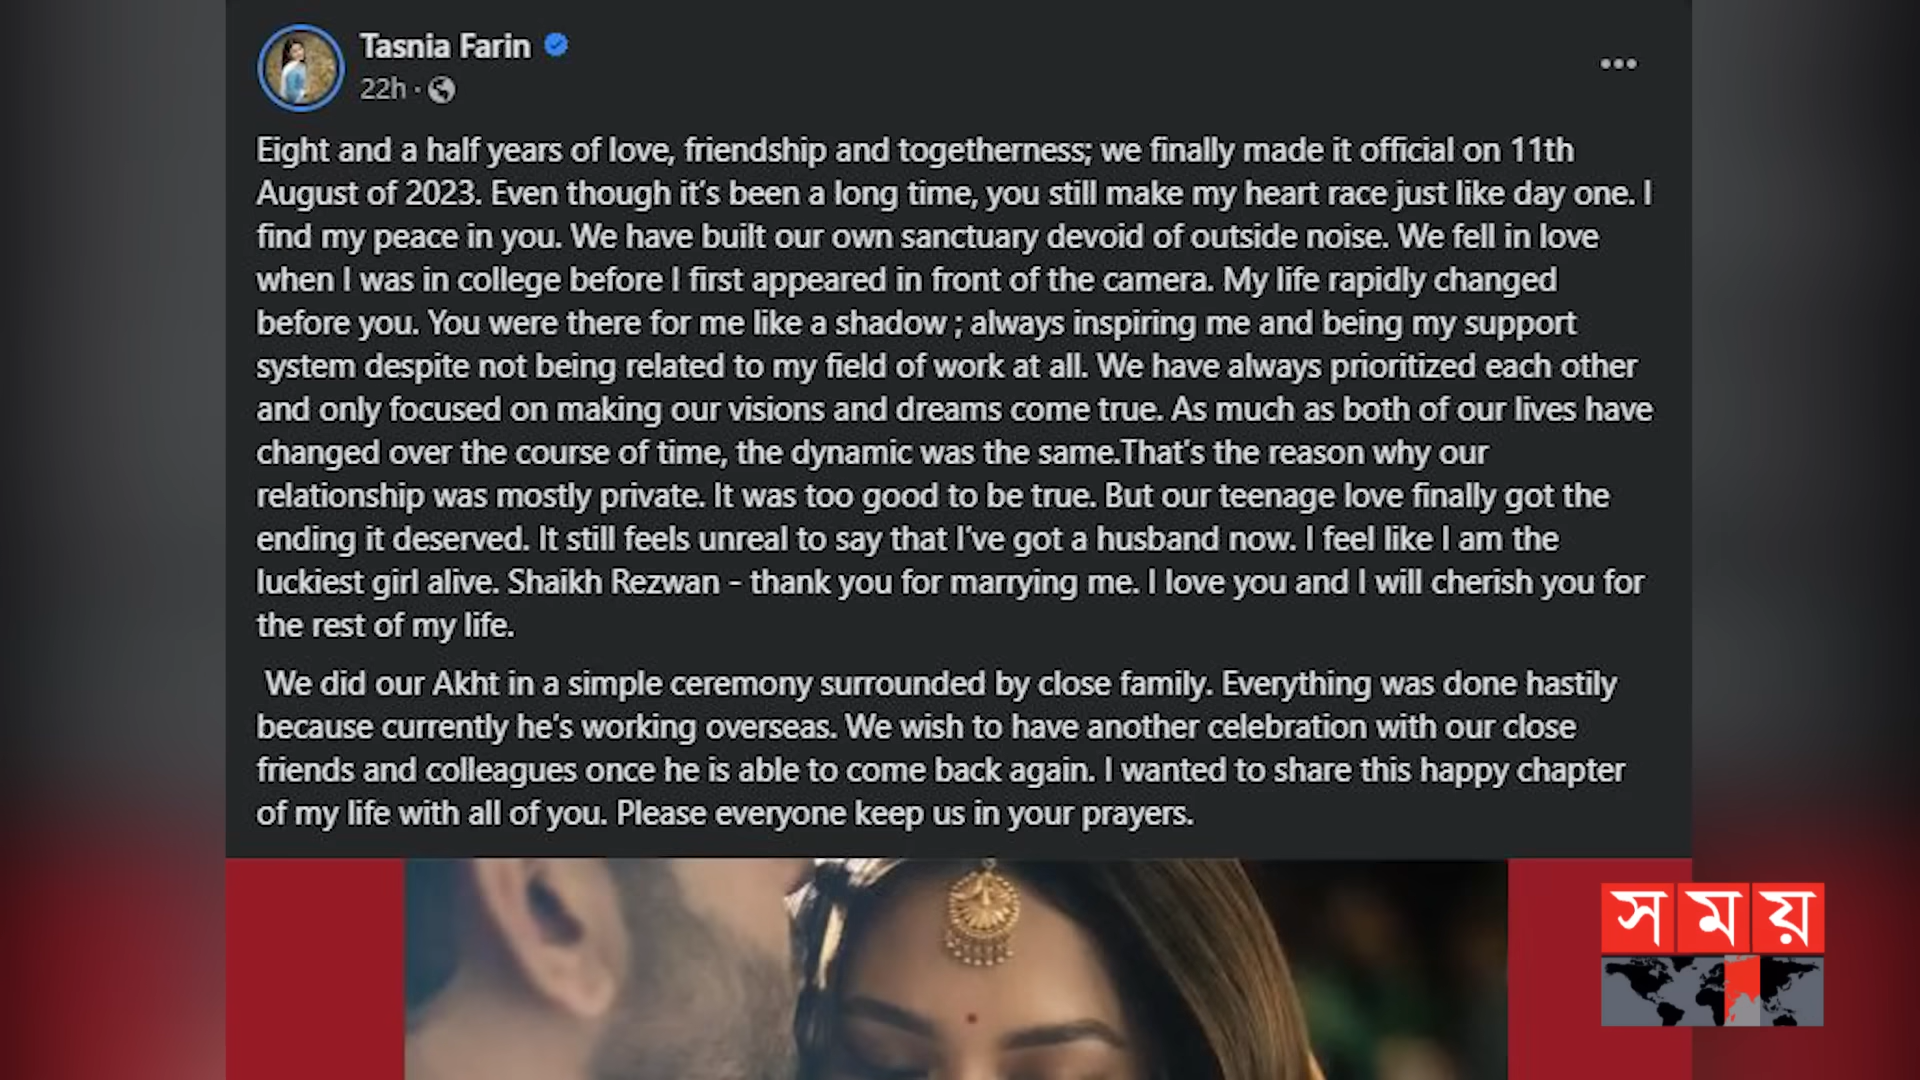 Tasnia Farin
22h ·
Eight and a half years of love, friendship and togetherness; we finally made it official on 11th
August of 2023. Even though it's been a long time, you still make my heart race just like day one. I
find my peace in you. We have built our own sanctuary devoid of outside noise. We fell in love
when I was in college before I first appeared in front of the camera. My life rapidly changed
before you. You were there for me like a shadow ; always inspiring me and being my support
system despite not being related to my field of work at all. We have always prioritized each other
and only focused on making our visions and dreams come true. As much as both of our lives have
changed over the course of time, the dynamic was the same.That's the reason why our
relationship was mostly private. It was too good to be true. But our teenage love finally got the
ending it deserved. It still feels unreal to say that I've got a husband now. I feel like I am the
luckiest girl alive. Shaikh Rezwan - thank you for marrying me. I love you and I will cherish you for
the rest of my life.
We did our Akht in a simple ceremony surrounded by close family. Everything was done hastily
because currently he's working overseas. We wish to have another celebration with our close
friends and colleagues once he is able to come back again. I wanted to share this happy chapter
of my life with all of you. Please everyone keep us in your prayers.
সময়